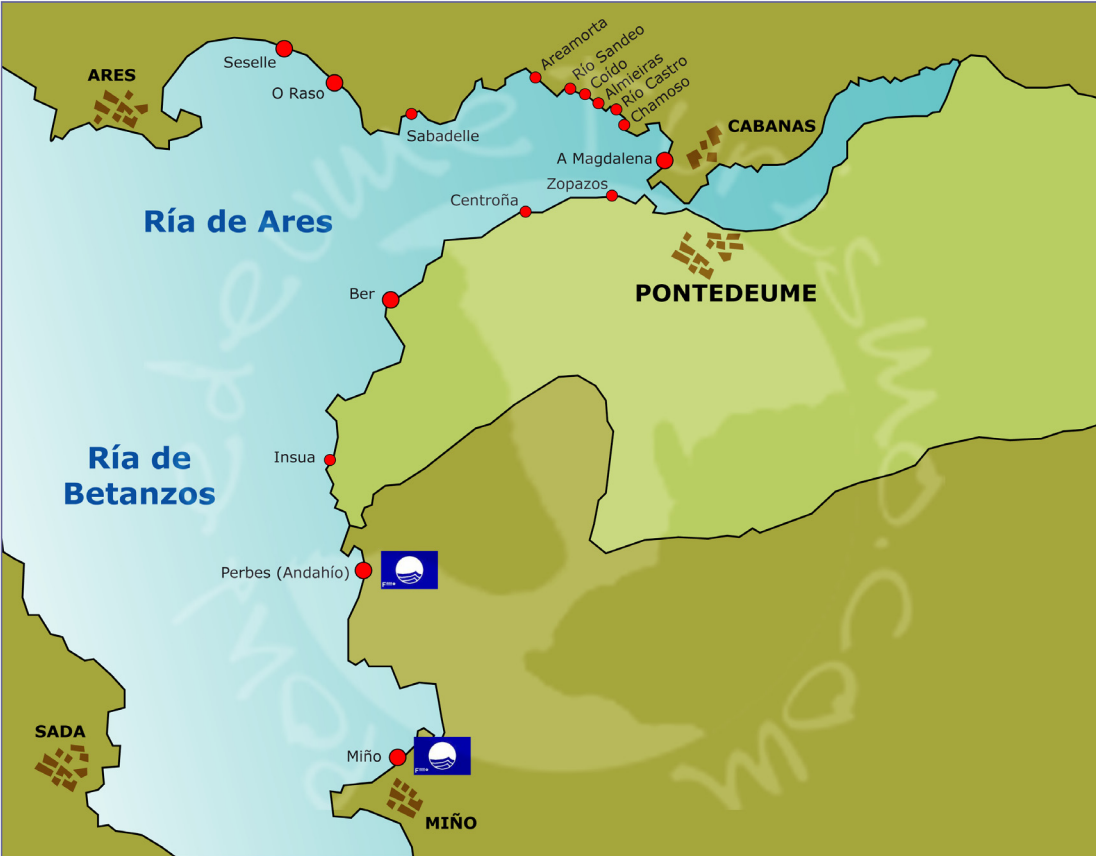 Areamorta
Río Sandeo
Coído
Almieiras
Río Castro
Chamoso
Seselle
ARES
O Raso
Sabadelle
CABANAS
A Magdalena
Zopazos
Centroña
Ría de Ares
Ber
PONTEDEUME
Insua
Ría de
Betanzos
Perbes (Andahío)
SADA
Miño
MIÑO